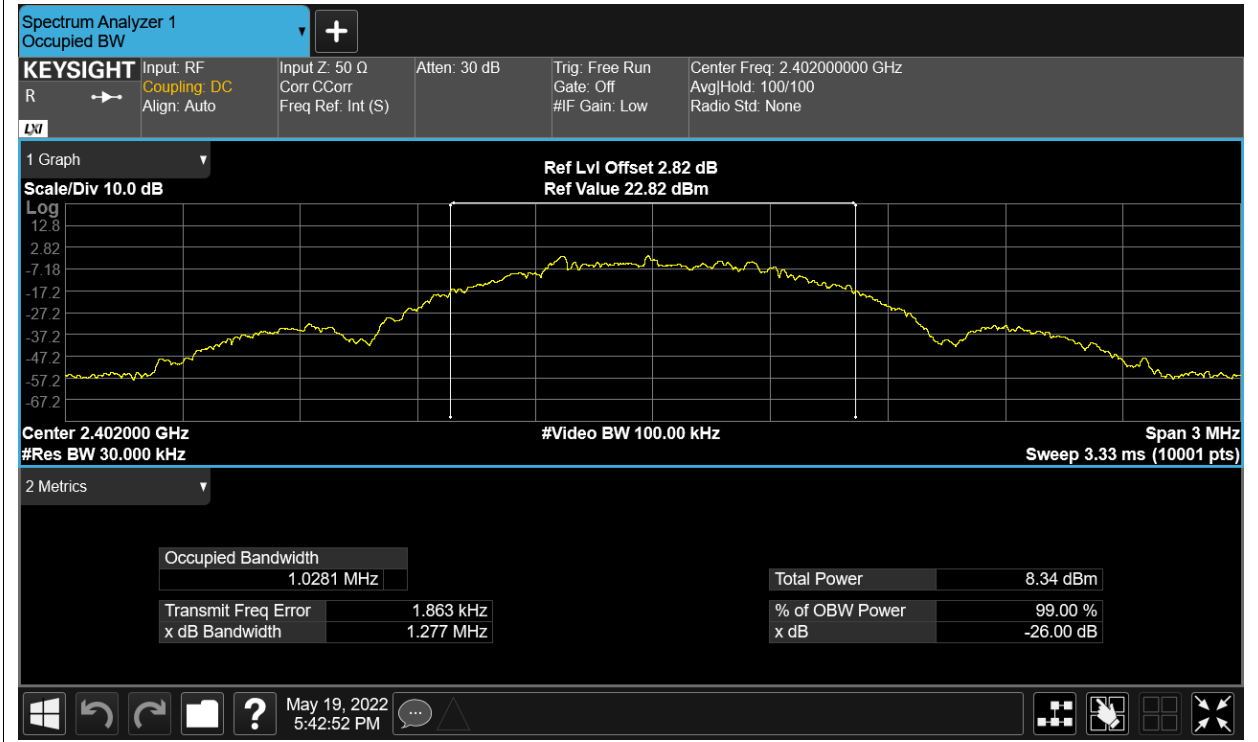 Spectrum Analyzer 1
Occupied BW
KEYSIGHT
R
LXI
Input: RF
Coupling: DC
Align: Auto
Input Z: 50 Ω
Corr CCorr
Freq Ref: Int (S)
Atten: 30 dB
Trig: Free Run
Gate: Off
#IF Gain: Low
Center Freq: 2.402000000 GHz
Avg|Hold: 100/100
Radio Std: None
1 Graph
Scale/Div 10.0 dB
Ref Lvl Offset 2.82 dB
Ref Value 22.82 dBm
Log
12.8
2.82
-7.18
-17.2
-27.2
-37.2
-47.2
-57.2
-67.2
Center 2.402000 GHz
#Video BW 100.00 kHz
Span 3 MHz
#Res BW 30.000 kHz
Sweep 3.33 ms (10001 pts)
2 Metrics
Occupied Bandwidth
1.0281 MHz
Total Power 8.34 dBm
Transmit Freq Error 1.863 kHz
% of OBW Power 99.00 %
x dB Bandwidth 1.277 MHz
x dB -26.00 dB
?
May 19, 2022
5:42:52 PM